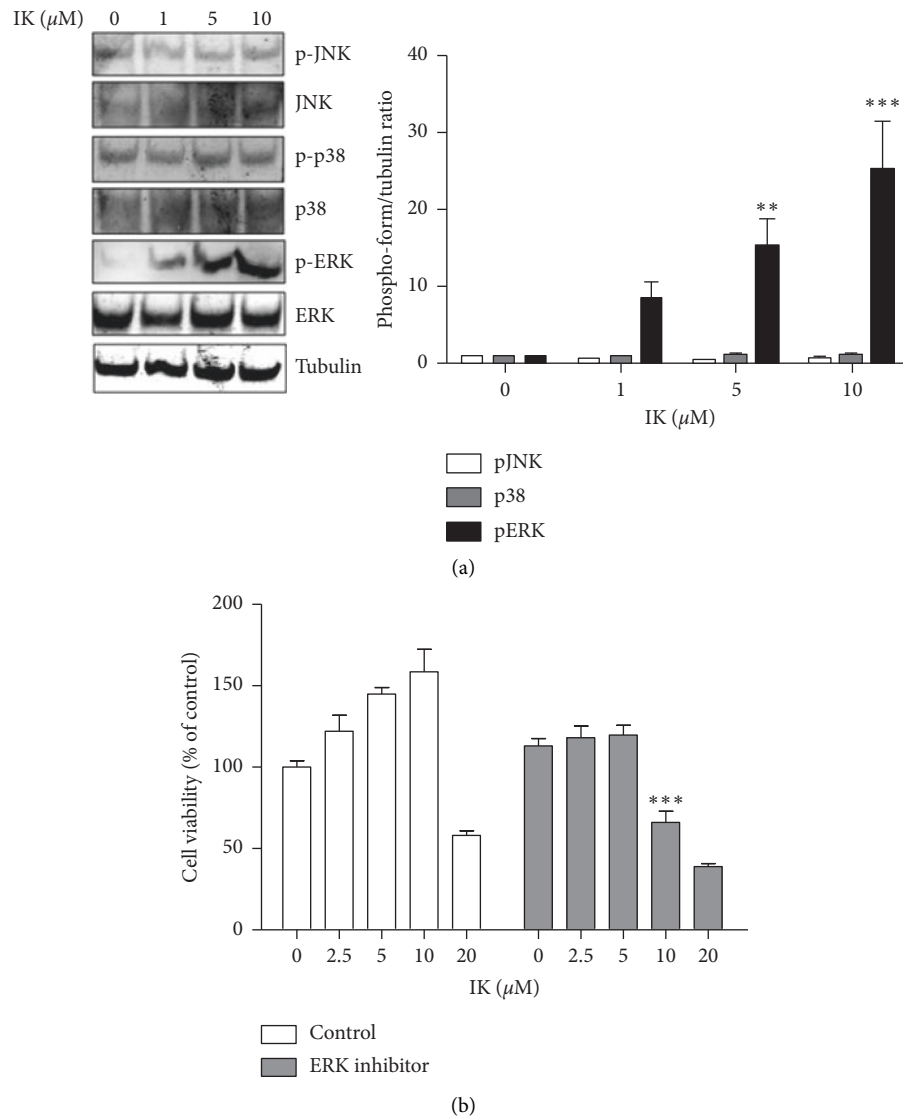 IK (μM) 0 1 5 10
p-JNK
JNK
p-p38
p38
p-ERK
ERK
Tubulin
Phospho-form/tubulin ratio
40
30
20
10
0
**
***
0 1 5 10
IK (μM)
pJNK
p38
pERK
(a)
Cell viability (% of control)
200
150
100
50
0
***
0 2.5 5 10 20 0 2.5 5 10 20
IK (μM)
Control
ERK inhibitor
(b)